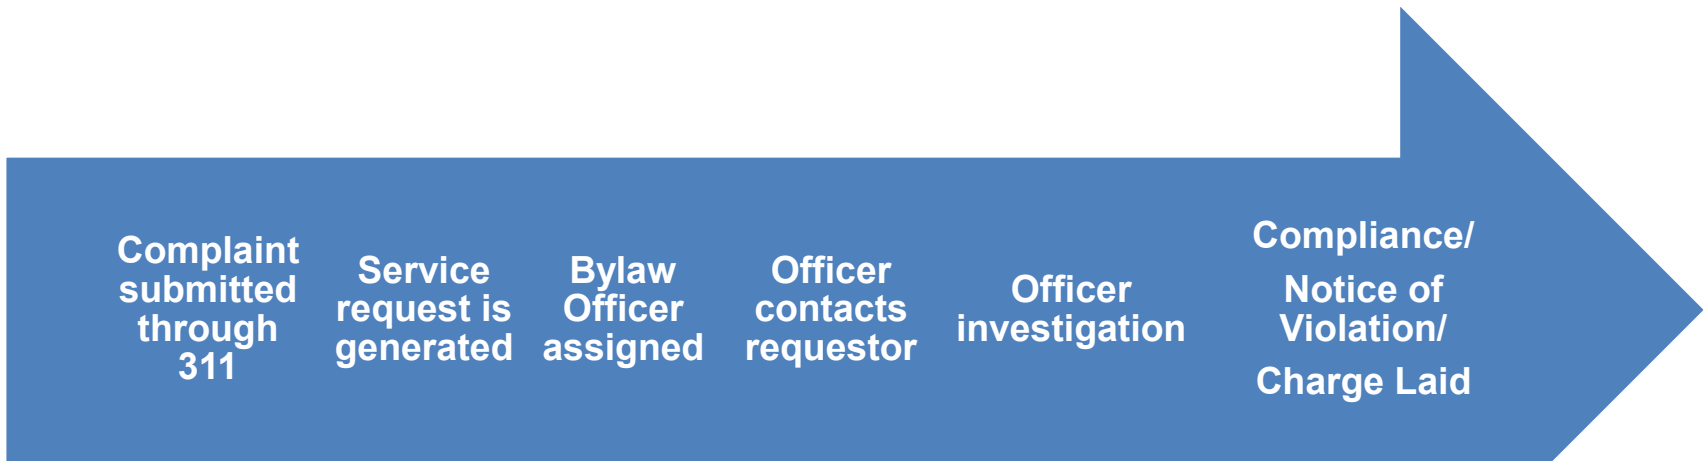 Complaint
submitted
through
311
Service
request is
generated
Bylaw
Officer
assigned
Officer
contacts
requestor
Officer
investigation
Compliance/
Notice of
Violation/
Charge Laid